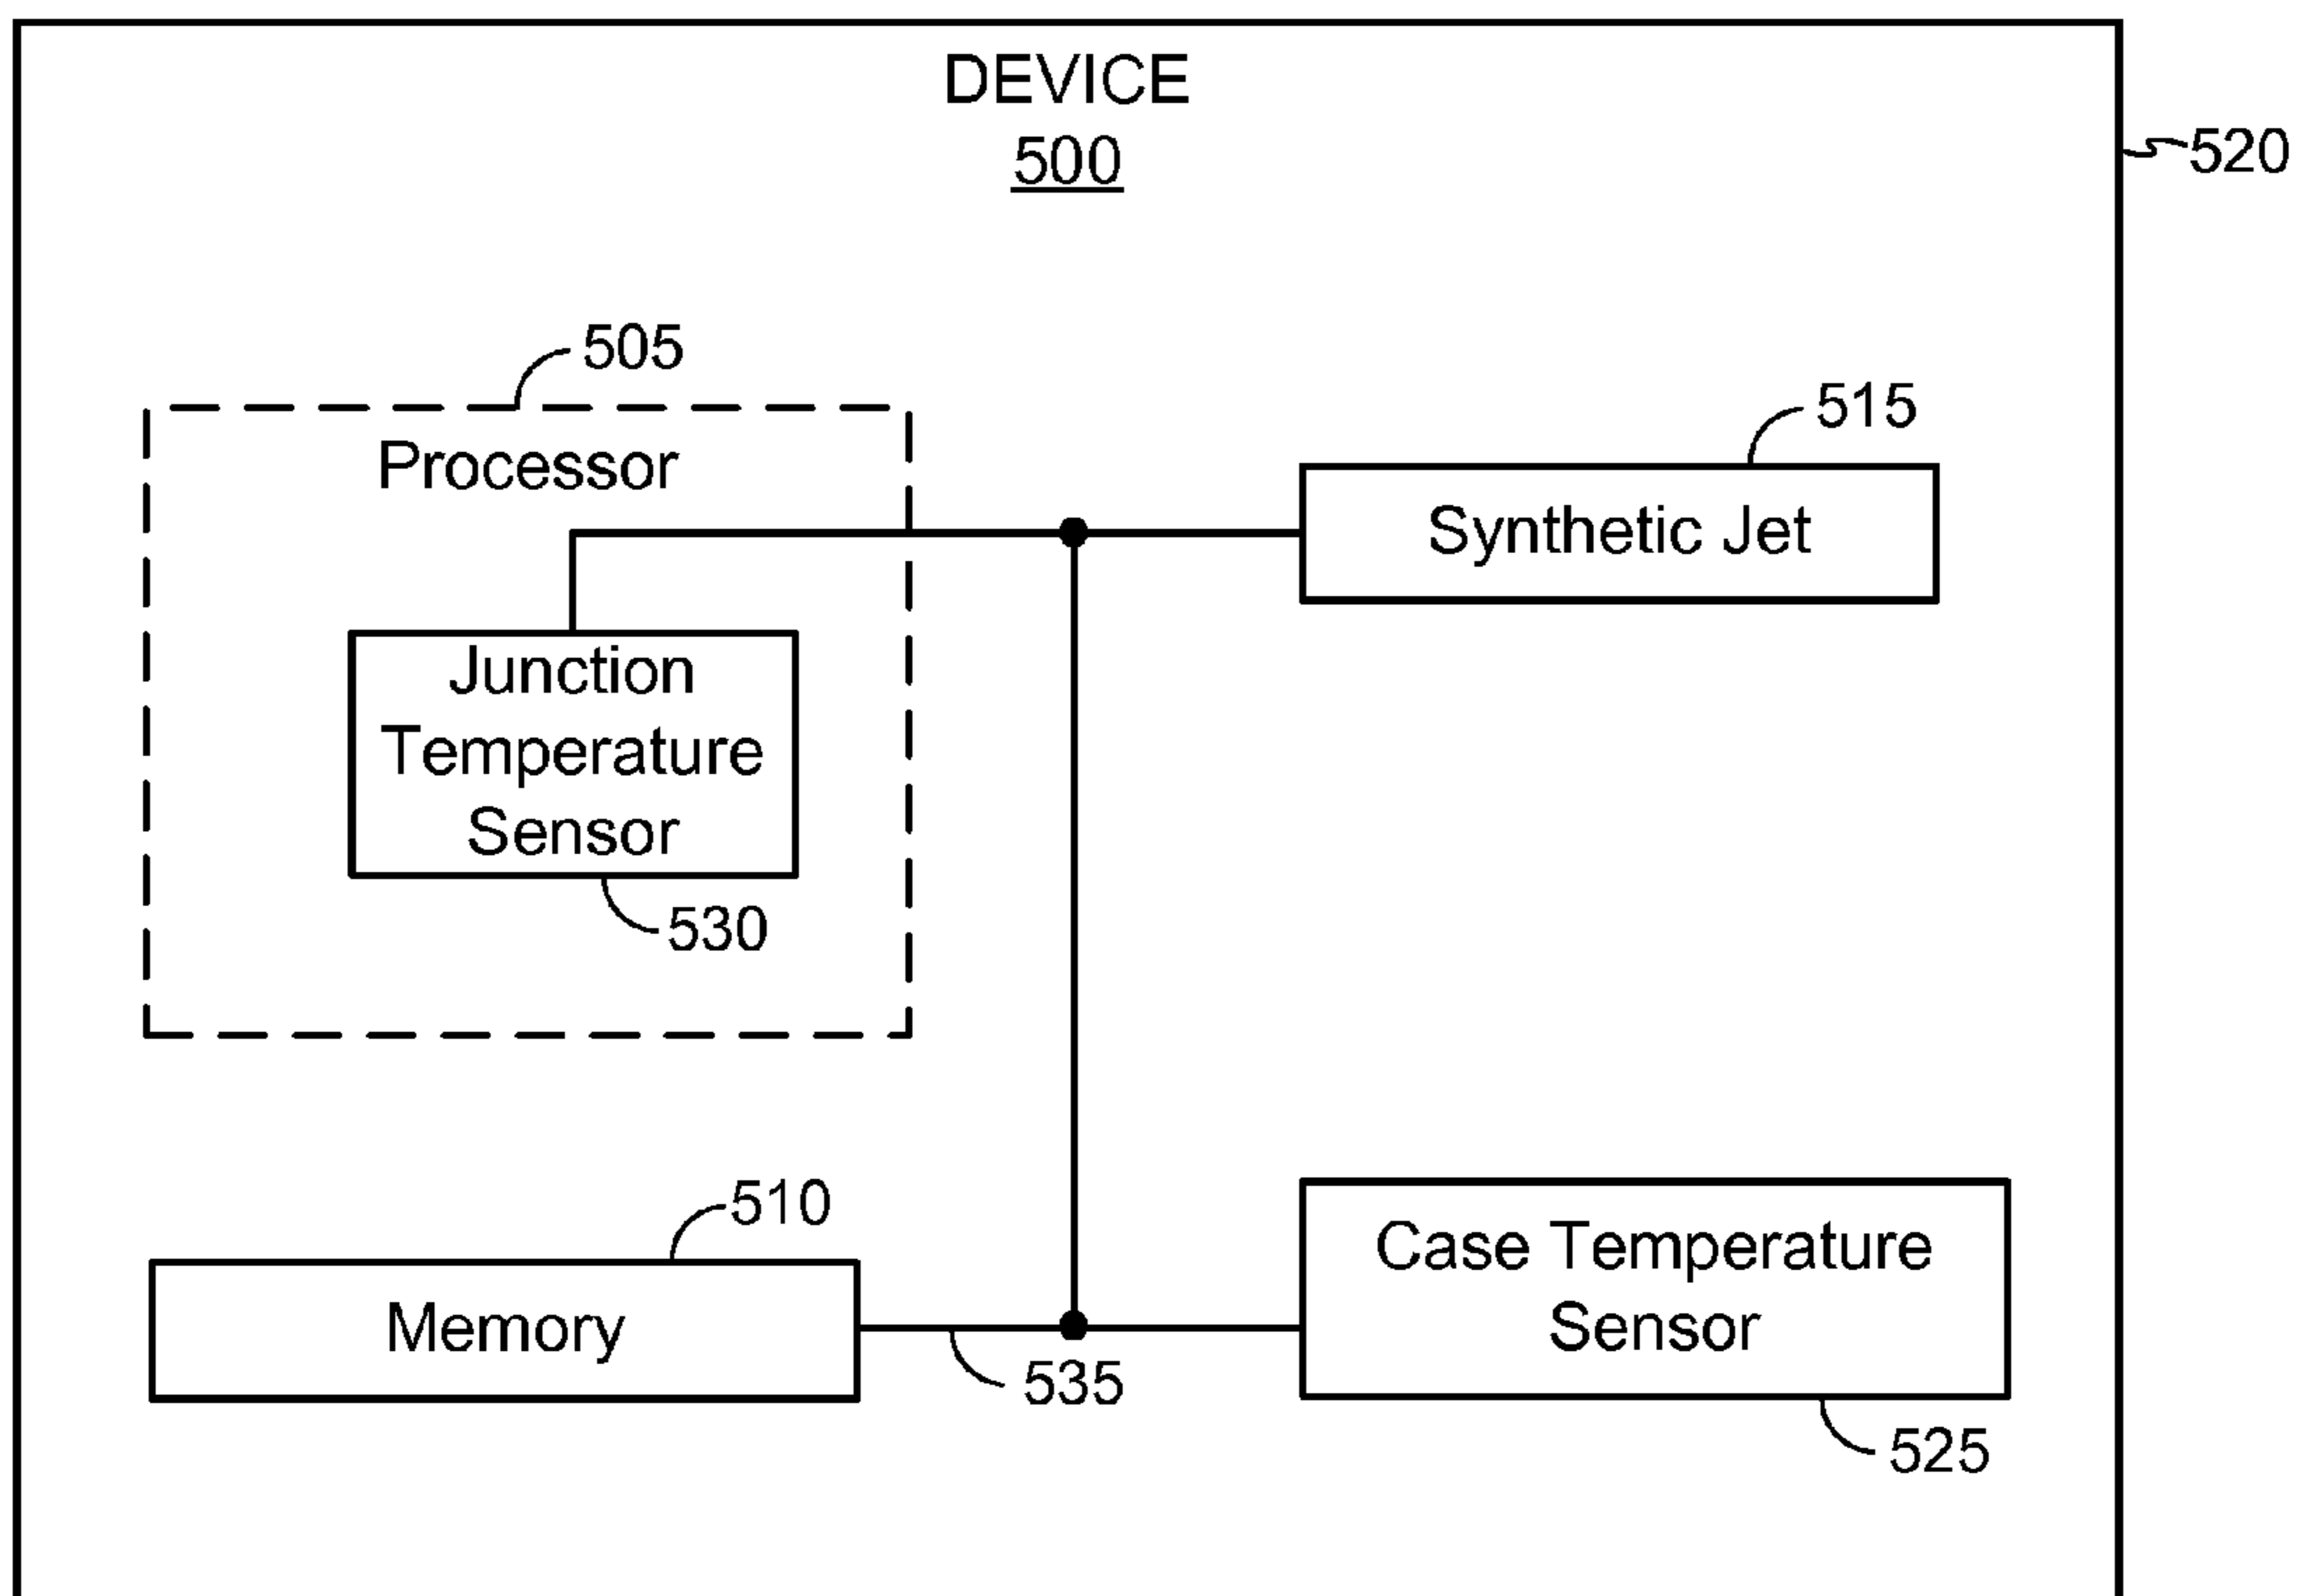 DEVICE
500
520
505
Processor
515
Synthetic Jet
Junction
Temperature
Sensor
530
510
Memory
535
Case Temperature
Sensor
525